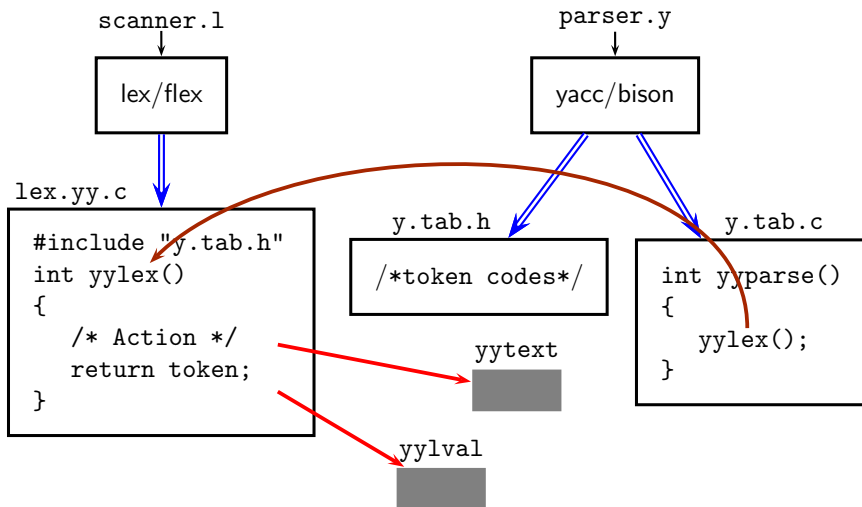 scanner.l
parser.y
lex/flex
yacc/bison
lex.yy.c
#include "y.tab.h"
int yylex()
{
/* Action */
return token;
}
y.tab.h
/*token codes*/
y.tab.c
int yyparse()
{
yylex();
}
yytext
yylval